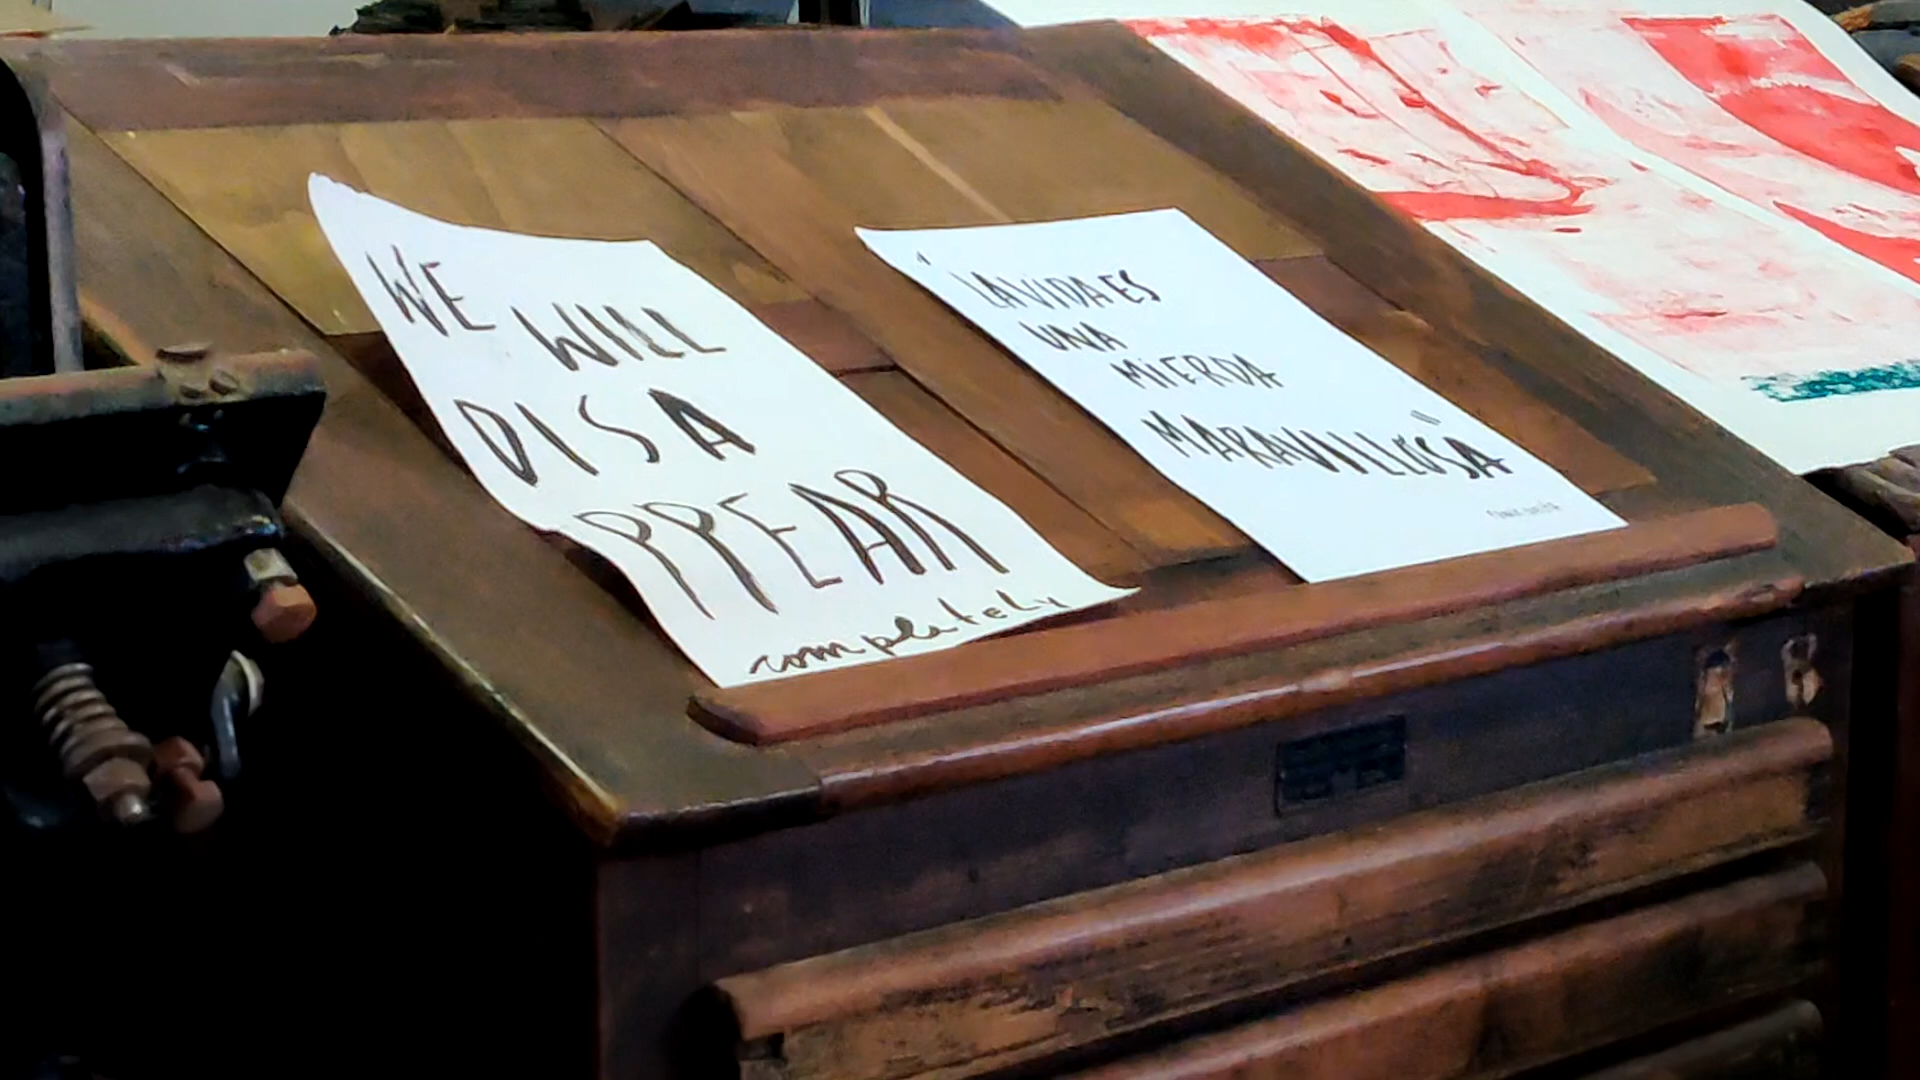 WE
WILL
DISA
PPEAR
completely
"LA VIDA ES
UNA
MIERDA
MARAVILLOSA"